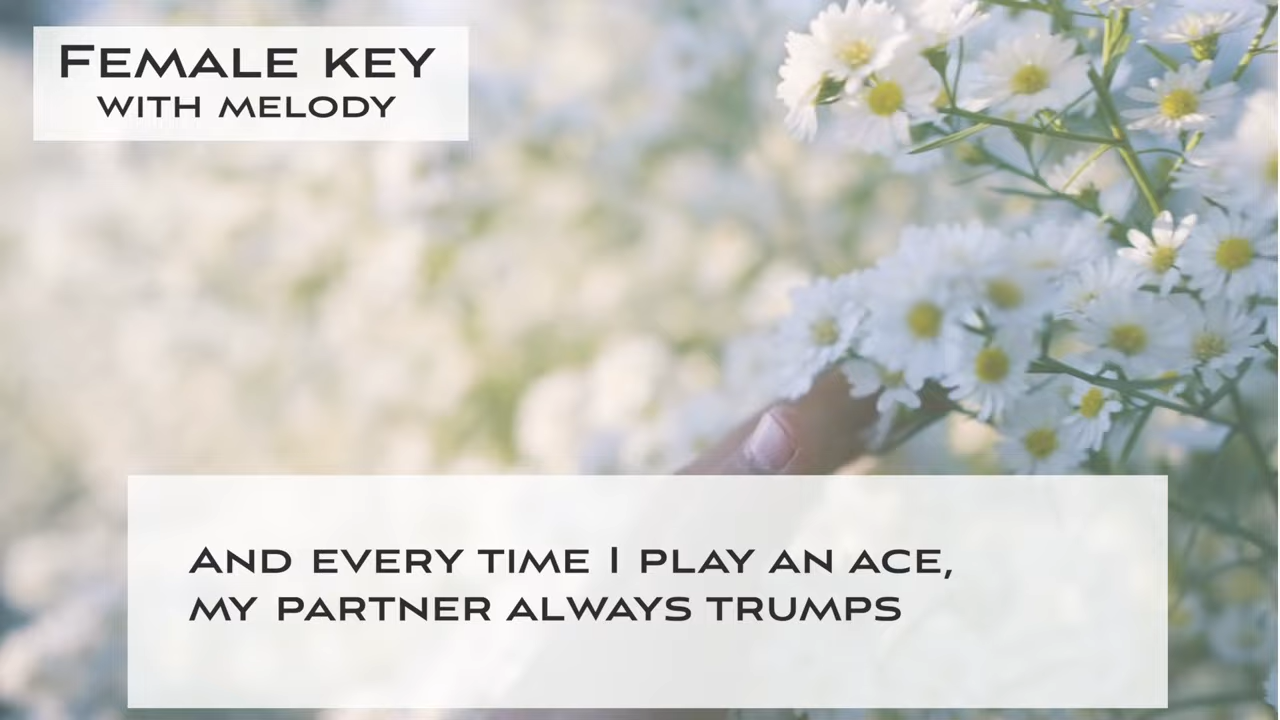 Female key
with melody
And every time I play an ace,
my partner always trumps